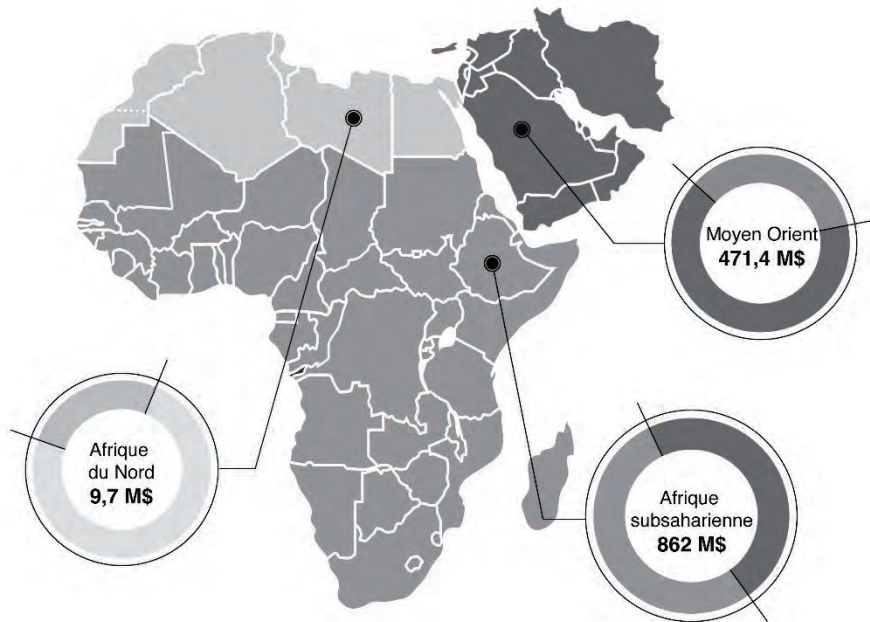 Moyen Orient
471,4 M$
Afrique
du Nord
9,7 M$
Afrique
subsaharienne
862 M$